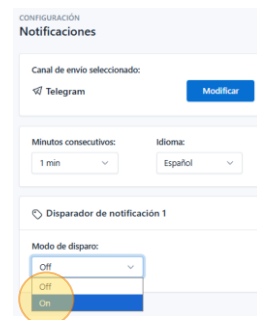 CONFIGURACIÓN
Notificaciones
Canal de envío seleccionado:
Telegram
Modificar
Minutos consecutivos:
Idioma:
1 min
Español
Disparador de notificación 1
Modo de disparo:
Off
Off
On